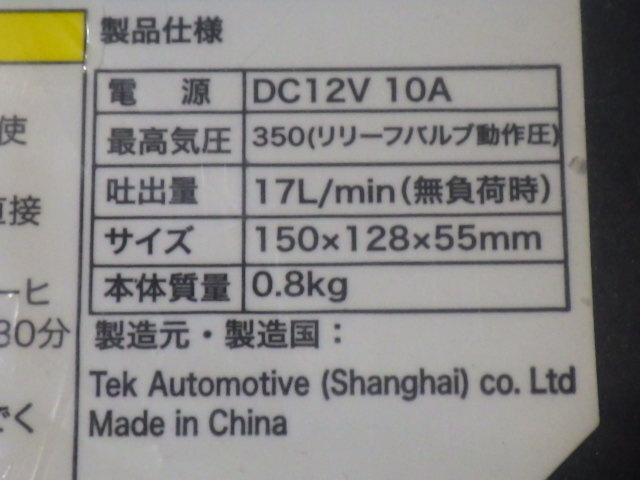 製品仕様
電 源 DC12V 10A
最高気圧 350(リリーフバルブ動作圧)
吐出量 17L/min(無負荷時)
サイズ 150×128×55mm
本体質量 0.8kg
製造元・製造国:
Tek Automotive (Shanghai) co. Ltd
Made in China
使
直接
ーヒ
30分
でく